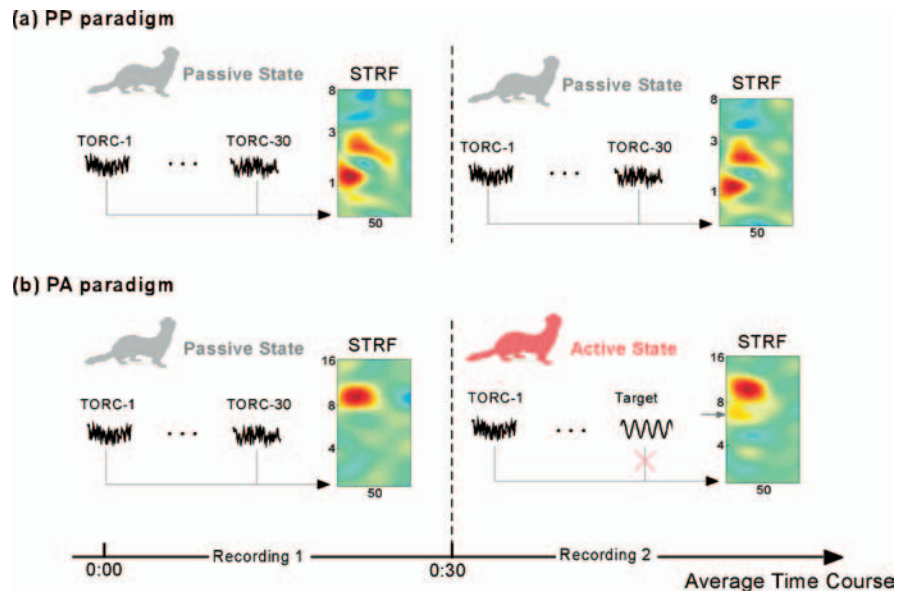 (a) PP paradigm
Passive State
STRF
TORC-1
. . .
TORC-30
8
3
1
50
Passive State
STRF
TORC-1
. . .
TORC-30
8
3
1
50
(b) PA paradigm
Passive State
STRF
TORC-1
. . .
TORC-30
16
8
4
50
Active State
STRF
TORC-1
. . .
Target
16
8
4
50
Recording 1
Recording 2
0:00
0:30
Average Time Course